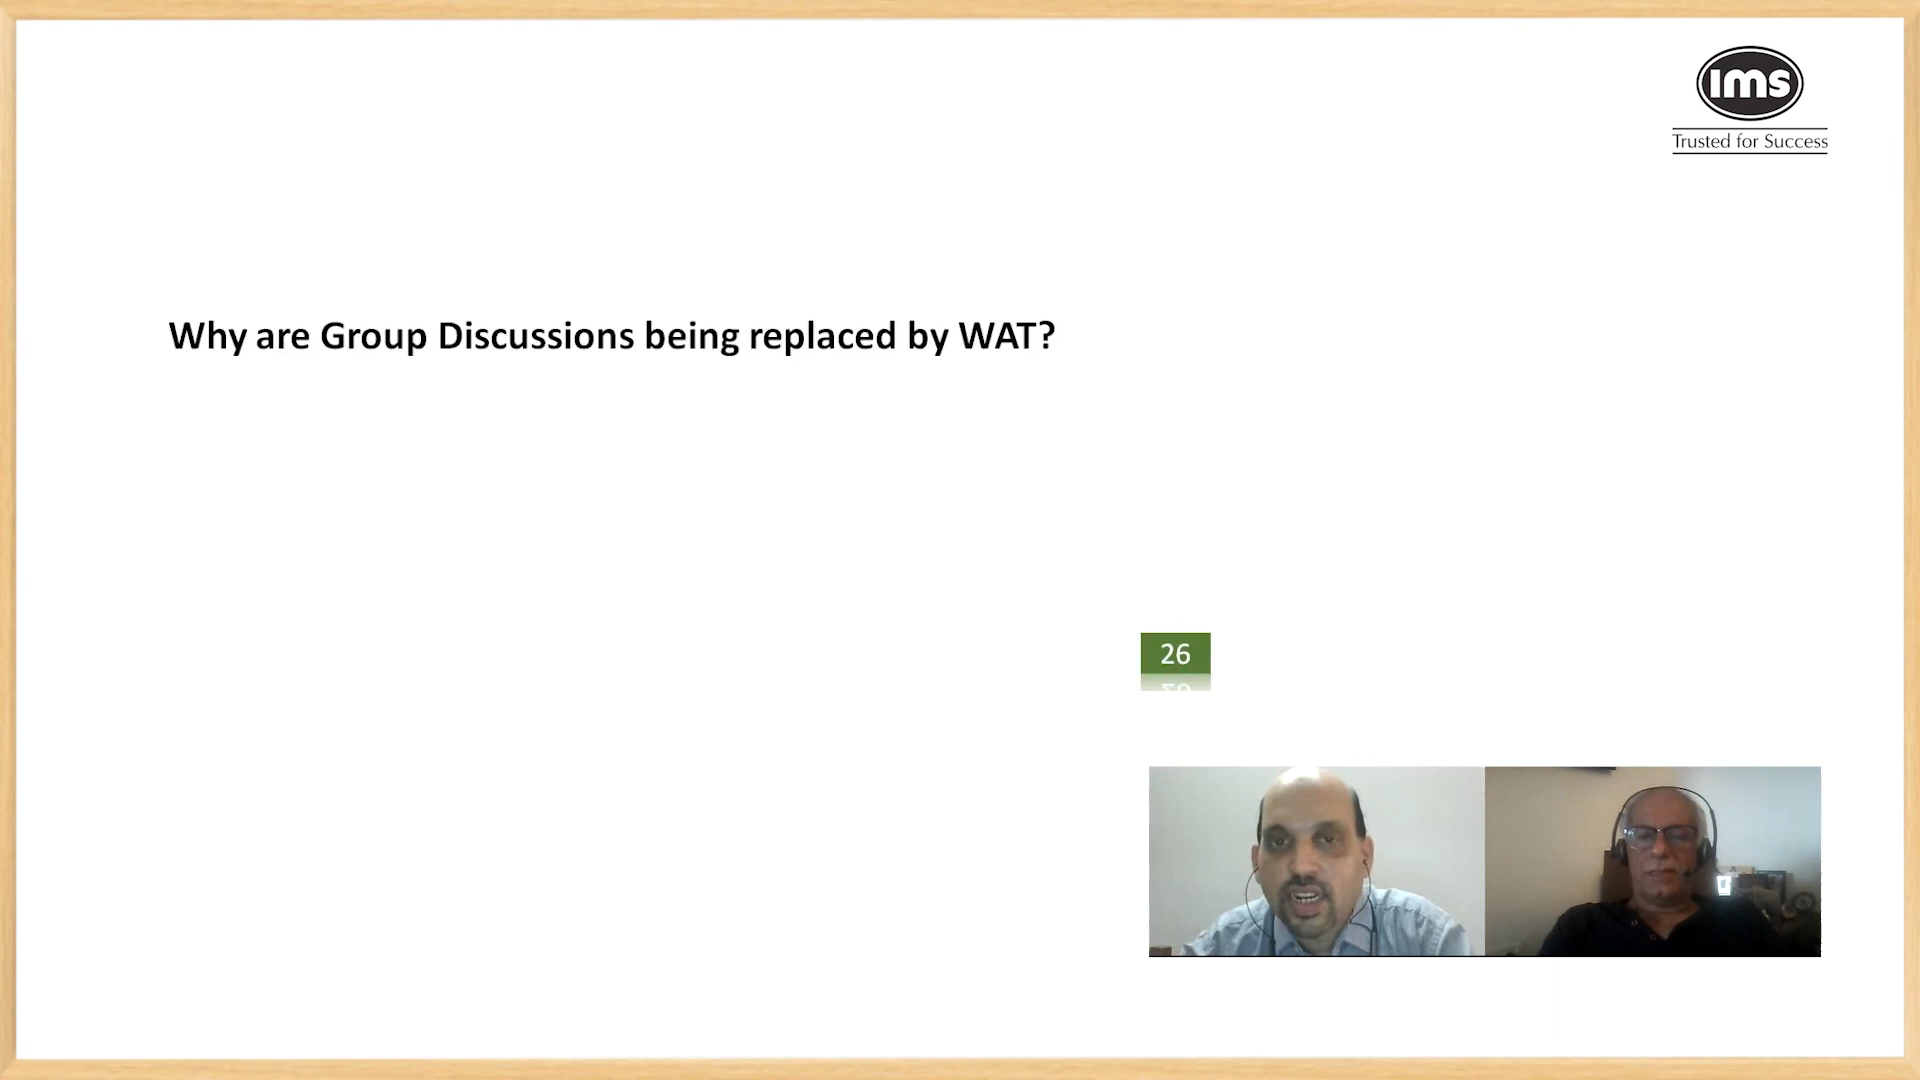 ims
Trusted for Success
Why are Group Discussions being replaced by WAT?
26